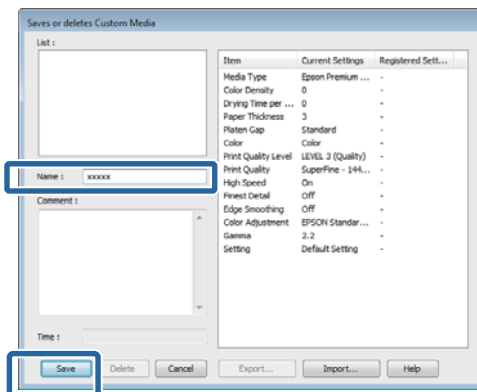 Saves or deletes Custom Media
List :
Item Current Settings Registered Sett...
Media Type Epson Premium ... -
Color Density 0 -
Drying Time per ... 0 -
Paper Thickness 3 -
Platen Gap Standard -
Color Color -
Print Quality Level LEVEL 3 (Quality) -
Print Quality SuperFine - 144... -
High Speed On -
Finest Detail Off -
Edge Smoothing Off -
Color Adjustment EPSON Standar... -
Gamma 2.2 -
Setting Default Setting -
Name : xxxxx
Comment :
Time :
Save Delete Cancel Export... Import... Help